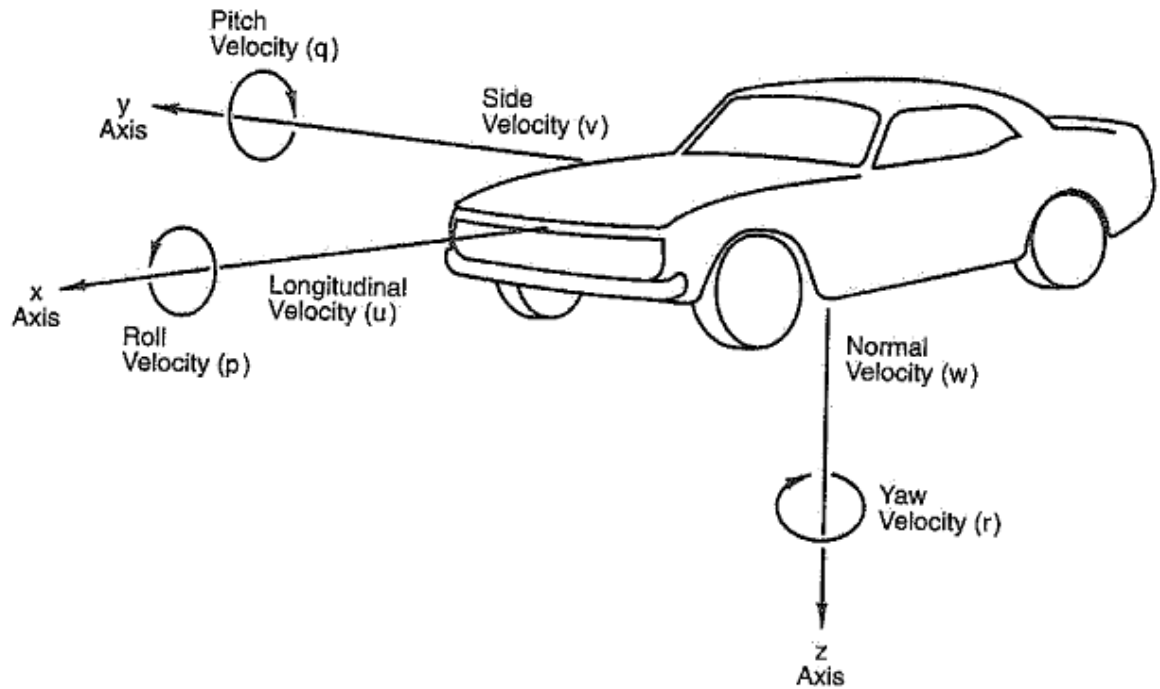 Pitch
Velocity (q)
y
Axis
Side
Velocity (v)
x
Axis
Longitudinal
Velocity (u)
Roll
Velocity (p)
Normal
Velocity (w)
Yaw
Velocity (r)
z
Axis